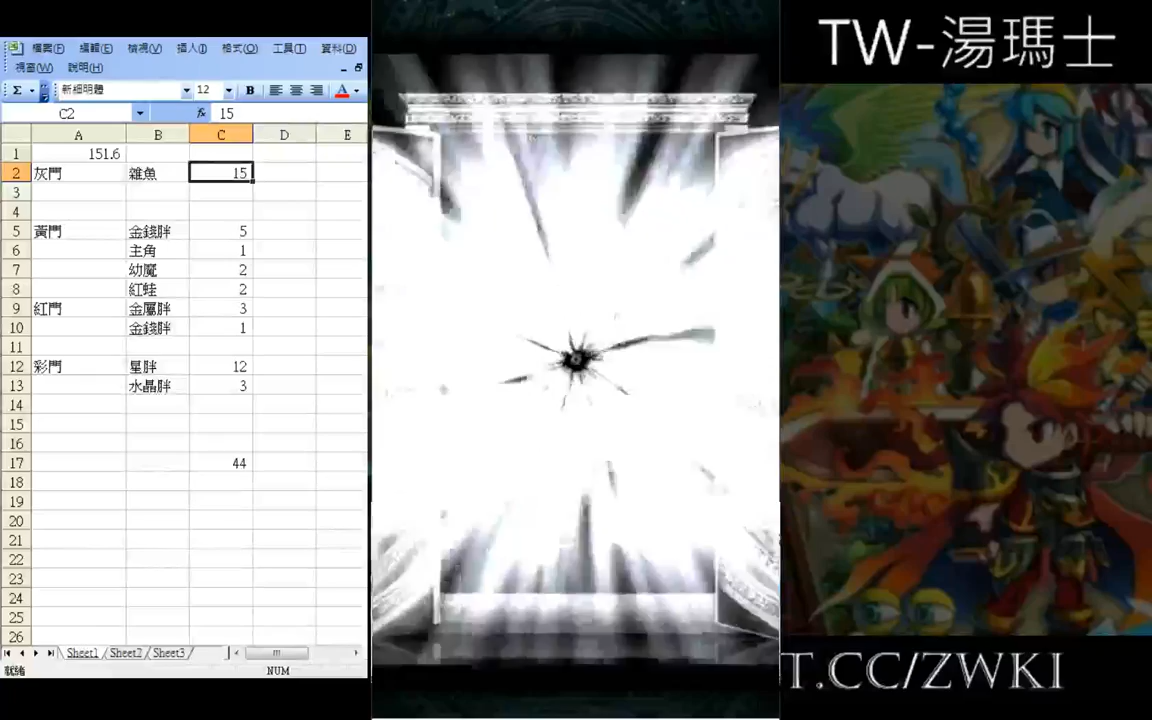 TW-湯瑪士
檔案(F) 編輯(E) 檢視(V) 插入(I) 格式(O) 工具(T) 資料(D)
視窗(W) 說明(H)
Σ 新細明體 12 B A
C2 fx 15
A B C D E
1 151.6
2 灰門 雜魚 15
3
4
5 黃門 金錢胖 5
6 主角 1
7 幼魔 2
8 紅蛙 2
9 紅門 金屬胖 3
10 金錢胖 1
11
12 彩門 星胖 12
13 水晶胖 3
14
15
16
17 44
18
19
20
21
22
23
24
25
26
Sheet1 Sheet2 Sheet3
就緒 NUM
T.CC/ZWKI